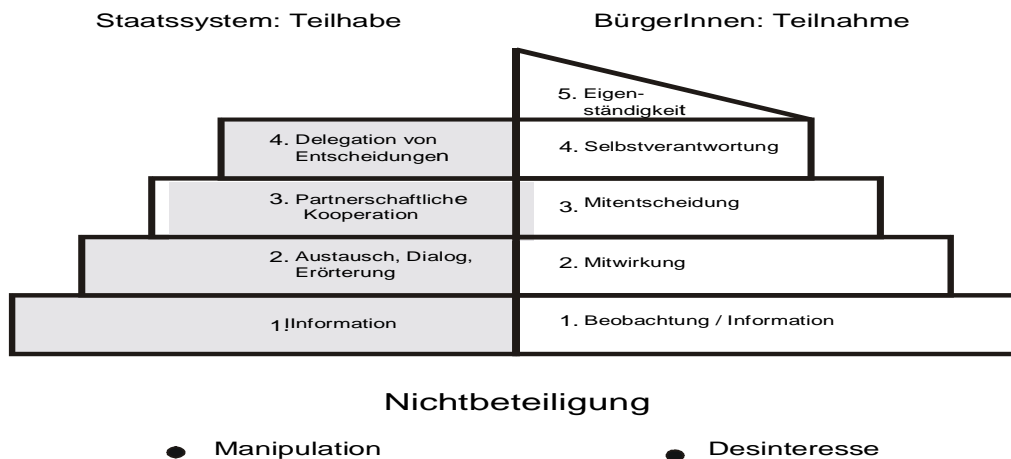 Staatssystem: Teilhabe
BürgerInnen: Teilnahme
5. Eigen-
ständigkeit
4. Delegation von
Entscheidungen
4. Selbstverantwortung
3. Partnerschaftliche
Kooperation
3. Mitentscheidung
2. Austausch, Dialog,
Erörterung
2. Mitwirkung
1. Information
1. Beobachtung / Information
Nichtbeteiligung
● Manipulation
● Desinteresse